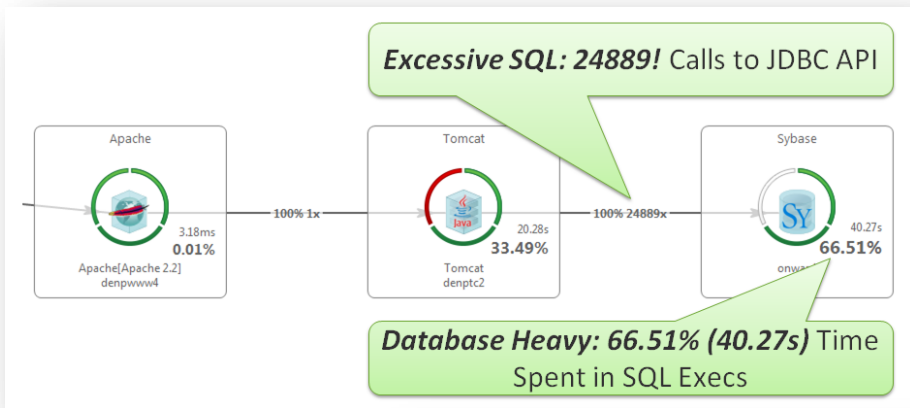 Excessive SQL: 24889! Calls to JDBC API
Apache
Tomcat
Sybase
100% 1x
100% 24889x
Java
SY
3.18ms
0.01%
20.28s
33.49%
40.27s
66.51%
Apache[Apache 2.2]
denpwww4
Tomcat
denptc2
Database Heavy: 66.51% (40.27s) Time
Spent in SQL Execs